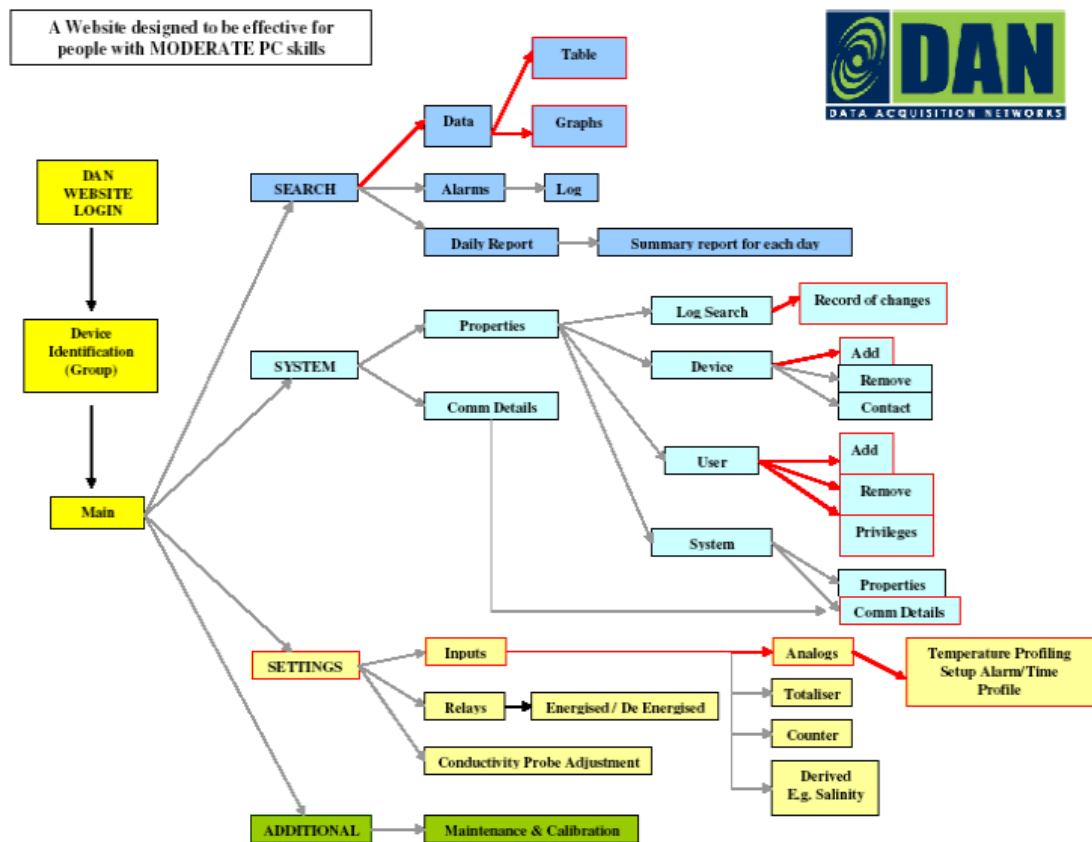 A Website designed to be effective for
people with MODERATE PC skills
DAN
DATA ACQUISITION NETWORKS
DAN
WEBSITE
LOGIN
Device
Identification
(Group)
Main
SEARCH
Data
Table
Graphs
Alarms
Log
Daily Report
Summary report for each day
SYSTEM
Properties
Log Search
Record of changes
Device
Add
Remove
Contact
User
Add
Remove
Privileges
System
Properties
Comm Details
Comm Details
SETTINGS
Inputs
Analogs
Temperature Profiling
Setup Alarm/Time
Profile
Totaliser
Counter
Derived
E.g. Salinity
Relays
Energised / De Energised
Conductivity Probe Adjustment
ADDITIONAL
Maintenance & Calibration